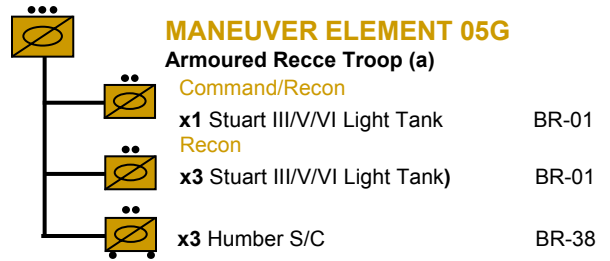 MANEUVER ELEMENT 05G
Armoured Recce Troop (a)
Command/Recon
x1 Stuart III/V/VI Light Tank BR-01
Recon
x3 Stuart III/V/VI Light Tank) BR-01
x3 Humber S/C BR-38